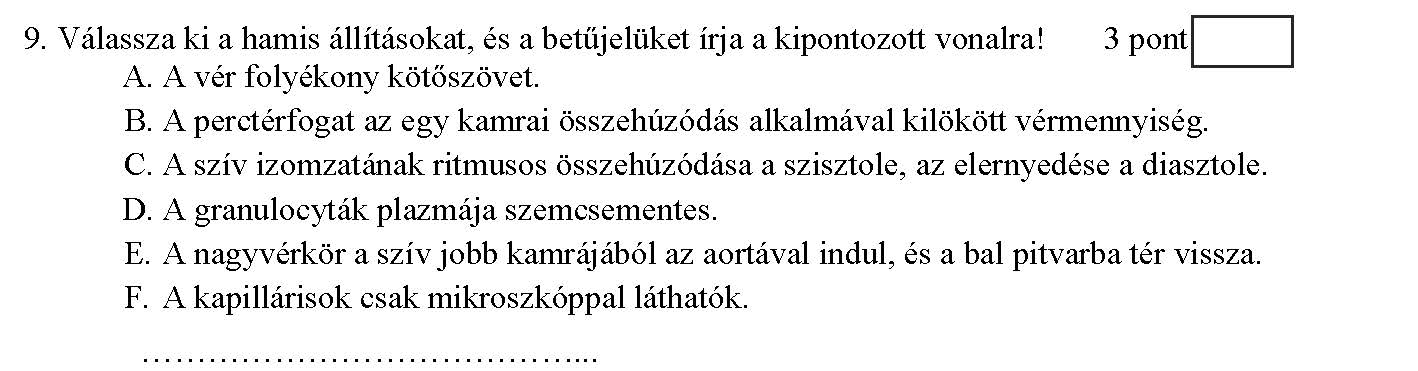 9. Válassza ki a hamis állításokat, és a betűjelüket írja a kipontozott vonalra! 3 pont
A. A vér folyékony kötőszövet.
B. A perctérfogat az egy kamrai összehúzódás alkalmával kilökött vérmennyiség.
C. A szív izomzatának ritmusos összehúzódása a szisztole, az elernyedése a diasztole.
D. A granulocyták plazmája szemcsementes.
E. A nagyvérkör a szív jobb kamrájából az aortával indul, és a bal pitvarba tér vissza.
F. A kapillárisok csak mikroszkóppal láthatók.
……………………………………...